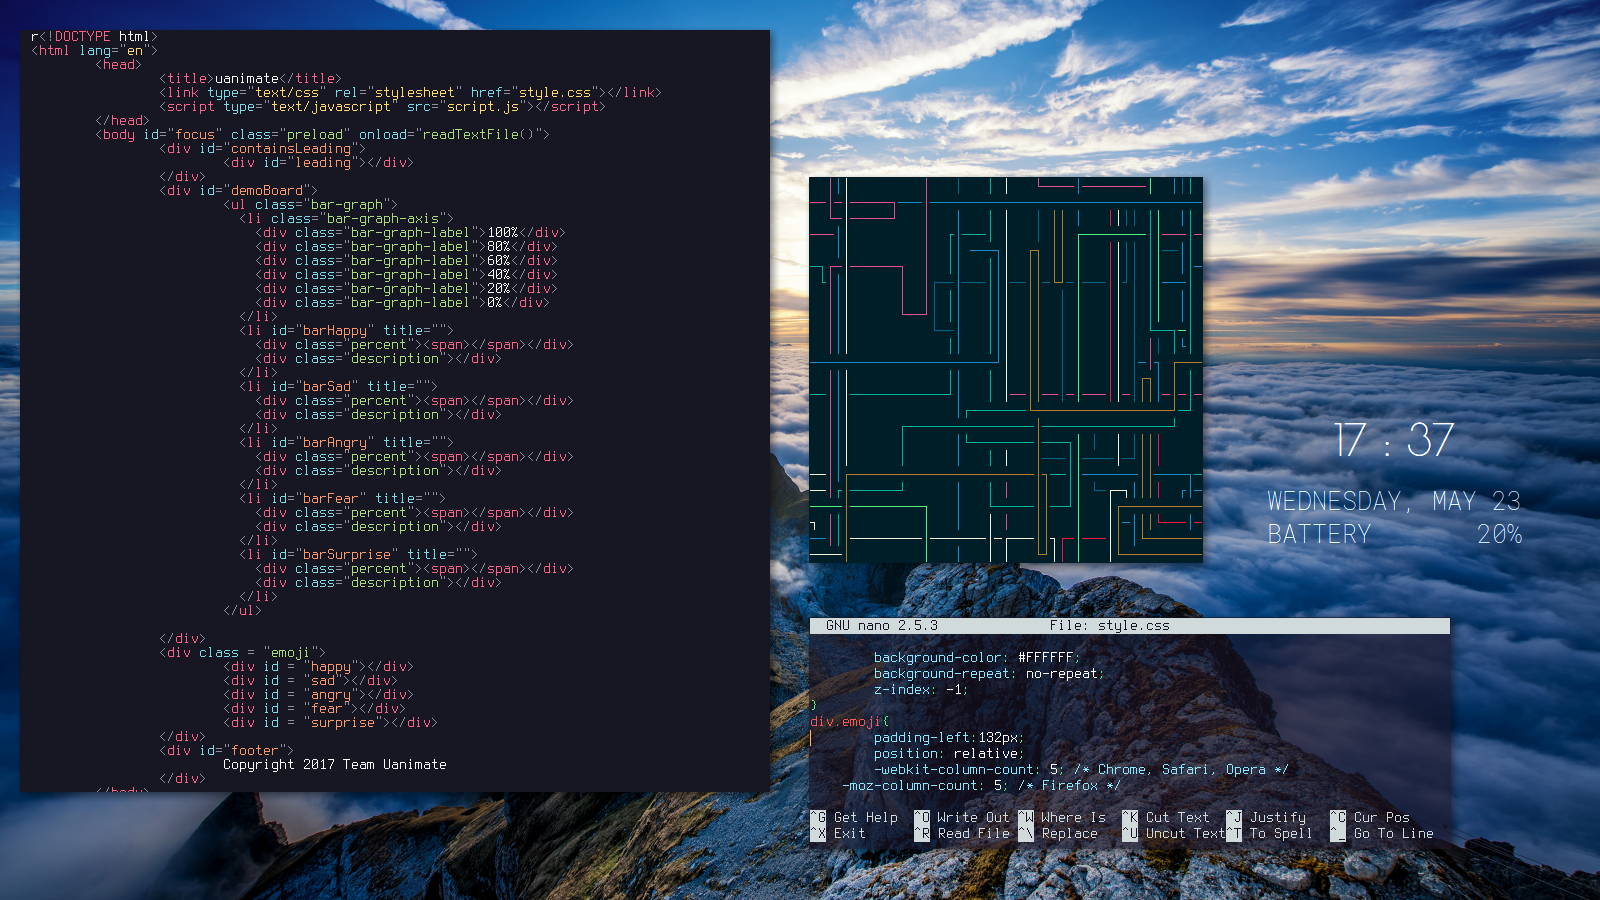 r<!DOCTYPE html>
<html lang="en">
<head>
<title>uanimate</title>
<link type="text/css" rel="stylesheet" href="style.css"></link>
<script type="text/javascript" src="script.js"></script>
</head>
<body id="focus" class="preload" onload="readTextFile()">
<div id="containsLeading">
<div id="leading"></div>
</div>
<div id="demoBoard">
<ul class="bar-graph">
<li class="bar-graph-axis">
<div class="bar-graph-label">100%</div>
<div class="bar-graph-label">80%</div>
<div class="bar-graph-label">60%</div>
<div class="bar-graph-label">40%</div>
<div class="bar-graph-label">20%</div>
<div class="bar-graph-label">0%</div>
</li>
<li id="barHappy" title="">
<div class="percent"><span></span></div>
<div class="description"></div>
</li>
<li id="barSad" title="">
<div class="percent"><span></span></div>
<div class="description"></div>
</li>
<li id="barAngry" title="">
<div class="percent"><span></span></div>
<div class="description"></div>
</li>
<li id="barFear" title="">
<div class="percent"><span></span></div>
<div class="description"></div>
</li>
<li id="barSurprise" title="">
<div class="percent"><span></span></div>
<div class="description"></div>
</li>
</ul>
</div>
<div class = "emoji">
<div id = "happy"></div>
<div id = "sad"></div>
<div id = "angry"></div>
<div id = "fear"></div>
<div id = "surprise"></div>
</div>
<div id="footer">
Copyright 2017 Team Uanimate
</div>
</body>
17 : 37
WEDNESDAY, MAY 23
BATTERY 20%
GNU nano 2.5.3 File: style.css
background-color: #FFFFFF;
background-repeat: no-repeat;
z-index: -1;
}
div.emoji{
padding-left:132px;
position: relative;
-webkit-column-count: 5; /* Chrome, Safari, Opera */
-moz-column-count: 5; /* Firefox */
^G Get Help ^O Write Out ^W Where Is ^K Cut Text ^J Justify ^C Cur Pos
^X Exit ^R Read File ^\ Replace ^U Uncut Text ^T To Spell ^_ Go To Line